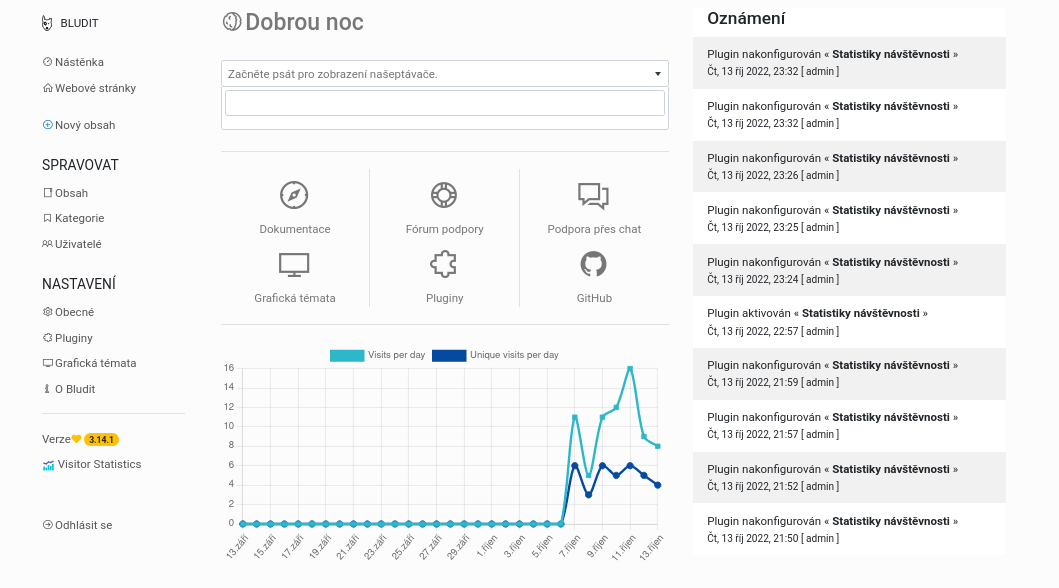 BLUDIT
Nástěnka
Webové stránky
Nový obsah
SPRAVOVAT
Obsah
Kategorie
Uživatelé
NASTAVENÍ
Obecné
Pluginy
Grafická témata
O Bludit
Verze 3.14.1
Visitor Statistics
Odhlásit se
Dobrou noc
Začněte psát pro zobrazení našeptávače.
Dokumentace
Fórum podpory
Podpora přes chat
Grafická témata
Pluginy
GitHub
Visits per day
Unique visits per day
16
14
12
10
8
6
4
2
0
13.září
15.září
17.září
19.září
21.září
23.září
25.září
27.září
29.září
1.říjen
3.říjen
5.říjen
7.říjen
9.říjen
11.říjen
13.říjen
Oznámení
Plugin nakonfigurován « Statistiky návštěvnosti »
Čt, 13 říj 2022, 23:32 [ admin ]
Plugin nakonfigurován « Statistiky návštěvnosti »
Čt, 13 říj 2022, 23:32 [ admin ]
Plugin nakonfigurován « Statistiky návštěvnosti »
Čt, 13 říj 2022, 23:26 [ admin ]
Plugin nakonfigurován « Statistiky návštěvnosti »
Čt, 13 říj 2022, 23:25 [ admin ]
Plugin nakonfigurován « Statistiky návštěvnosti »
Čt, 13 říj 2022, 23:24 [ admin ]
Plugin aktivován « Statistiky návštěvnosti »
Čt, 13 říj 2022, 22:57 [ admin ]
Plugin nakonfigurován « Statistiky návštěvnosti »
Čt, 13 říj 2022, 21:59 [ admin ]
Plugin nakonfigurován « Statistiky návštěvnosti »
Čt, 13 říj 2022, 21:57 [ admin ]
Plugin nakonfigurován « Statistiky návštěvnosti »
Čt, 13 říj 2022, 21:52 [ admin ]
Plugin nakonfigurován « Statistiky návštěvnosti »
Čt, 13 říj 2022, 21:50 [ admin ]